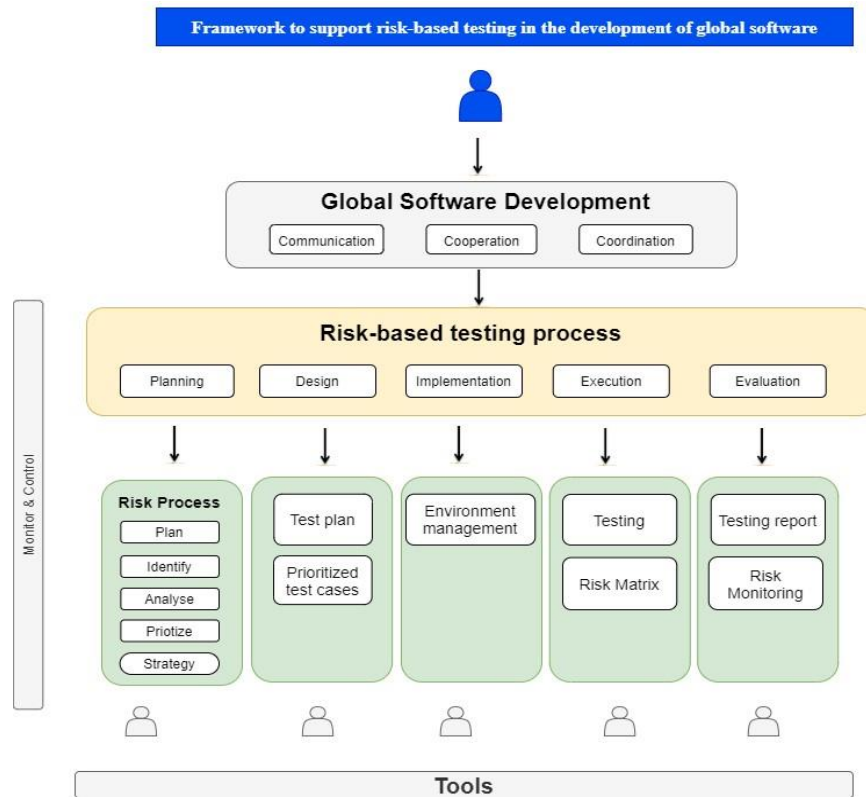 Framework to support risk-based testing in the development of global software
Global Software Development
Communication
Cooperation
Coordination
Monitor & Control
Risk-based testing process
Planning
Design
Implementation
Execution
Evaluation
Risk Process
Plan
Identify
Analyse
Priotize
Strategy
Test plan
Prioritized
test cases
Environment
management
Testing
Risk Matrix
Testing report
Risk
Monitoring
Tools